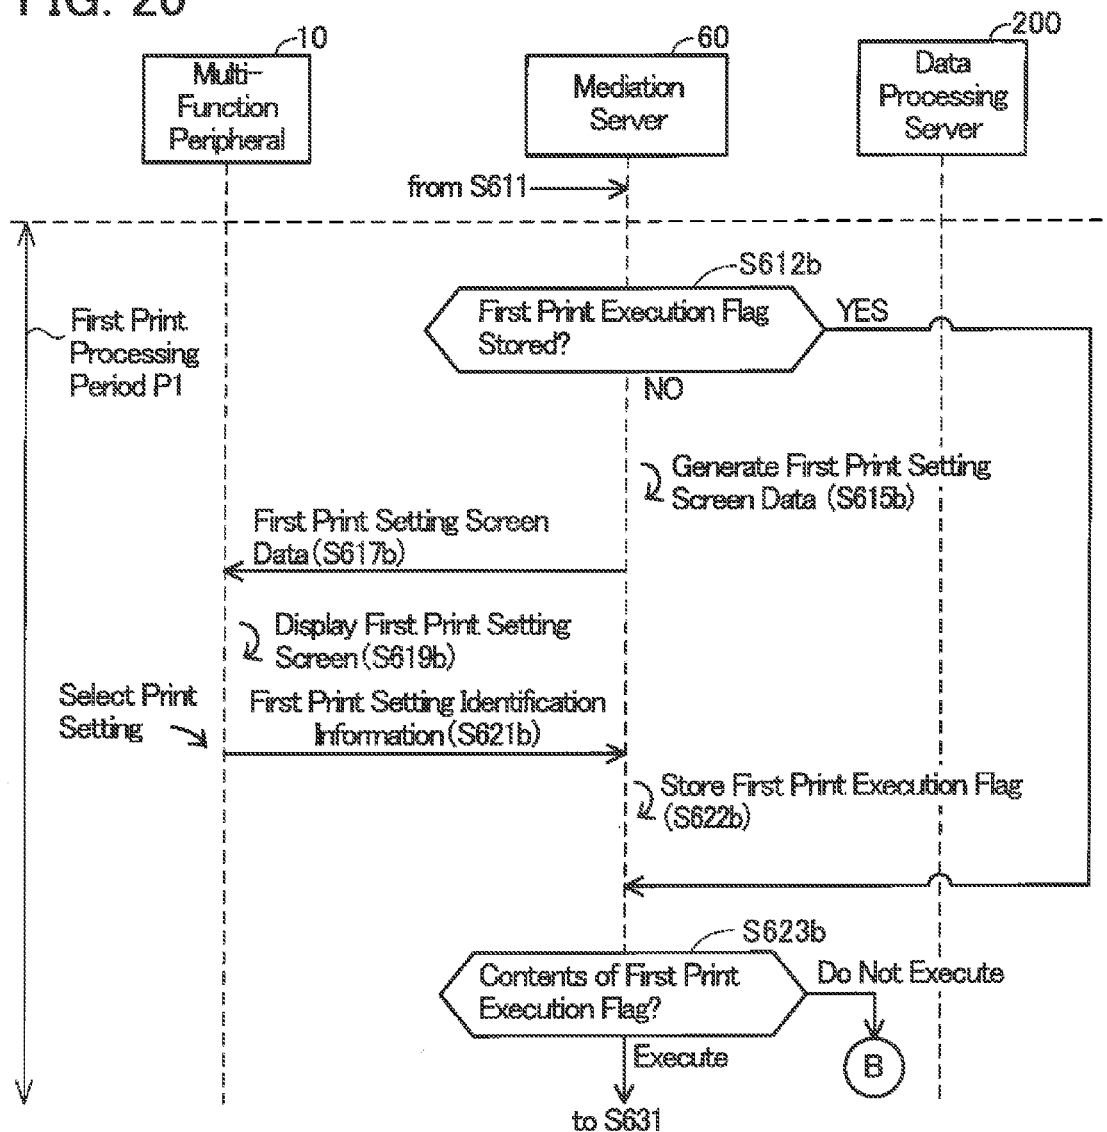 10
60
200
Multi-
Function
Peripheral
Mediation
Server
Data
Processing
Server
from S611
S612b
First Print Execution Flag
Stored?
YES
NO
First Print
Processing
Period P1
Generate First Print Setting
Screen Data (S615b)
First Print Setting Screen
Data(S617b)
Display First Print Setting
Screen(S619b)
Select Print
Setting
First Print Setting Identification
Information(S621b)
Store First Print Execution Flag
(S622b)
S623b
Contents of First Print
Execution Flag?
Do Not Execute
Execute
B
to S631